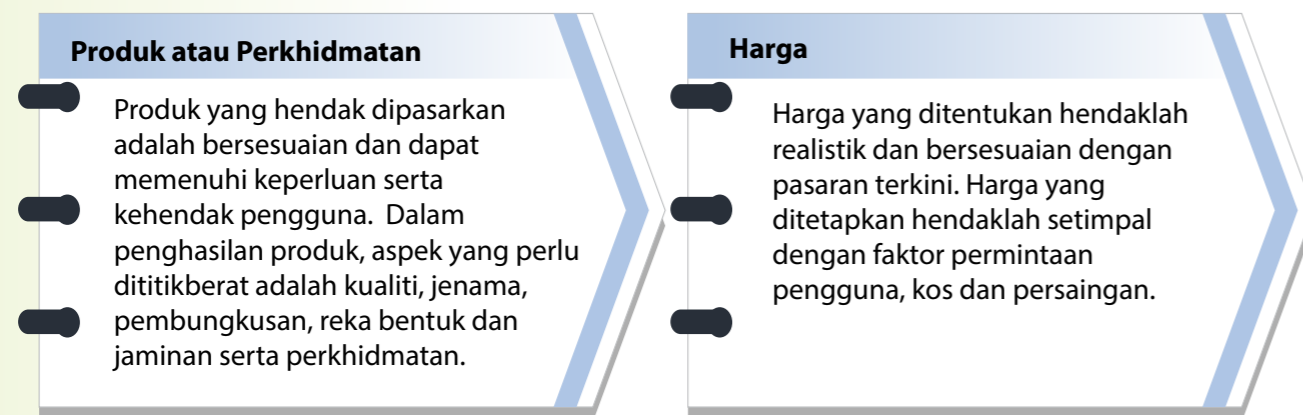 Produk atau Perkhidmatan
Produk yang hendak dipasarkan
adalah bersesuaian dan dapat
memenuhi keperluan serta
kehendak pengguna. Dalam
penghasilan produk, aspek yang perlu
dititikberat adalah kualiti, jenama,
pembungkusan, reka bentuk dan
jaminan serta perkhidmatan.
Harga
Harga yang ditentukan hendaklah
realistik dan bersesuaian dengan
pasaran terkini. Harga yang
ditetapkan hendaklah setimpal
dengan faktor permintaan
pengguna, kos dan persaingan.